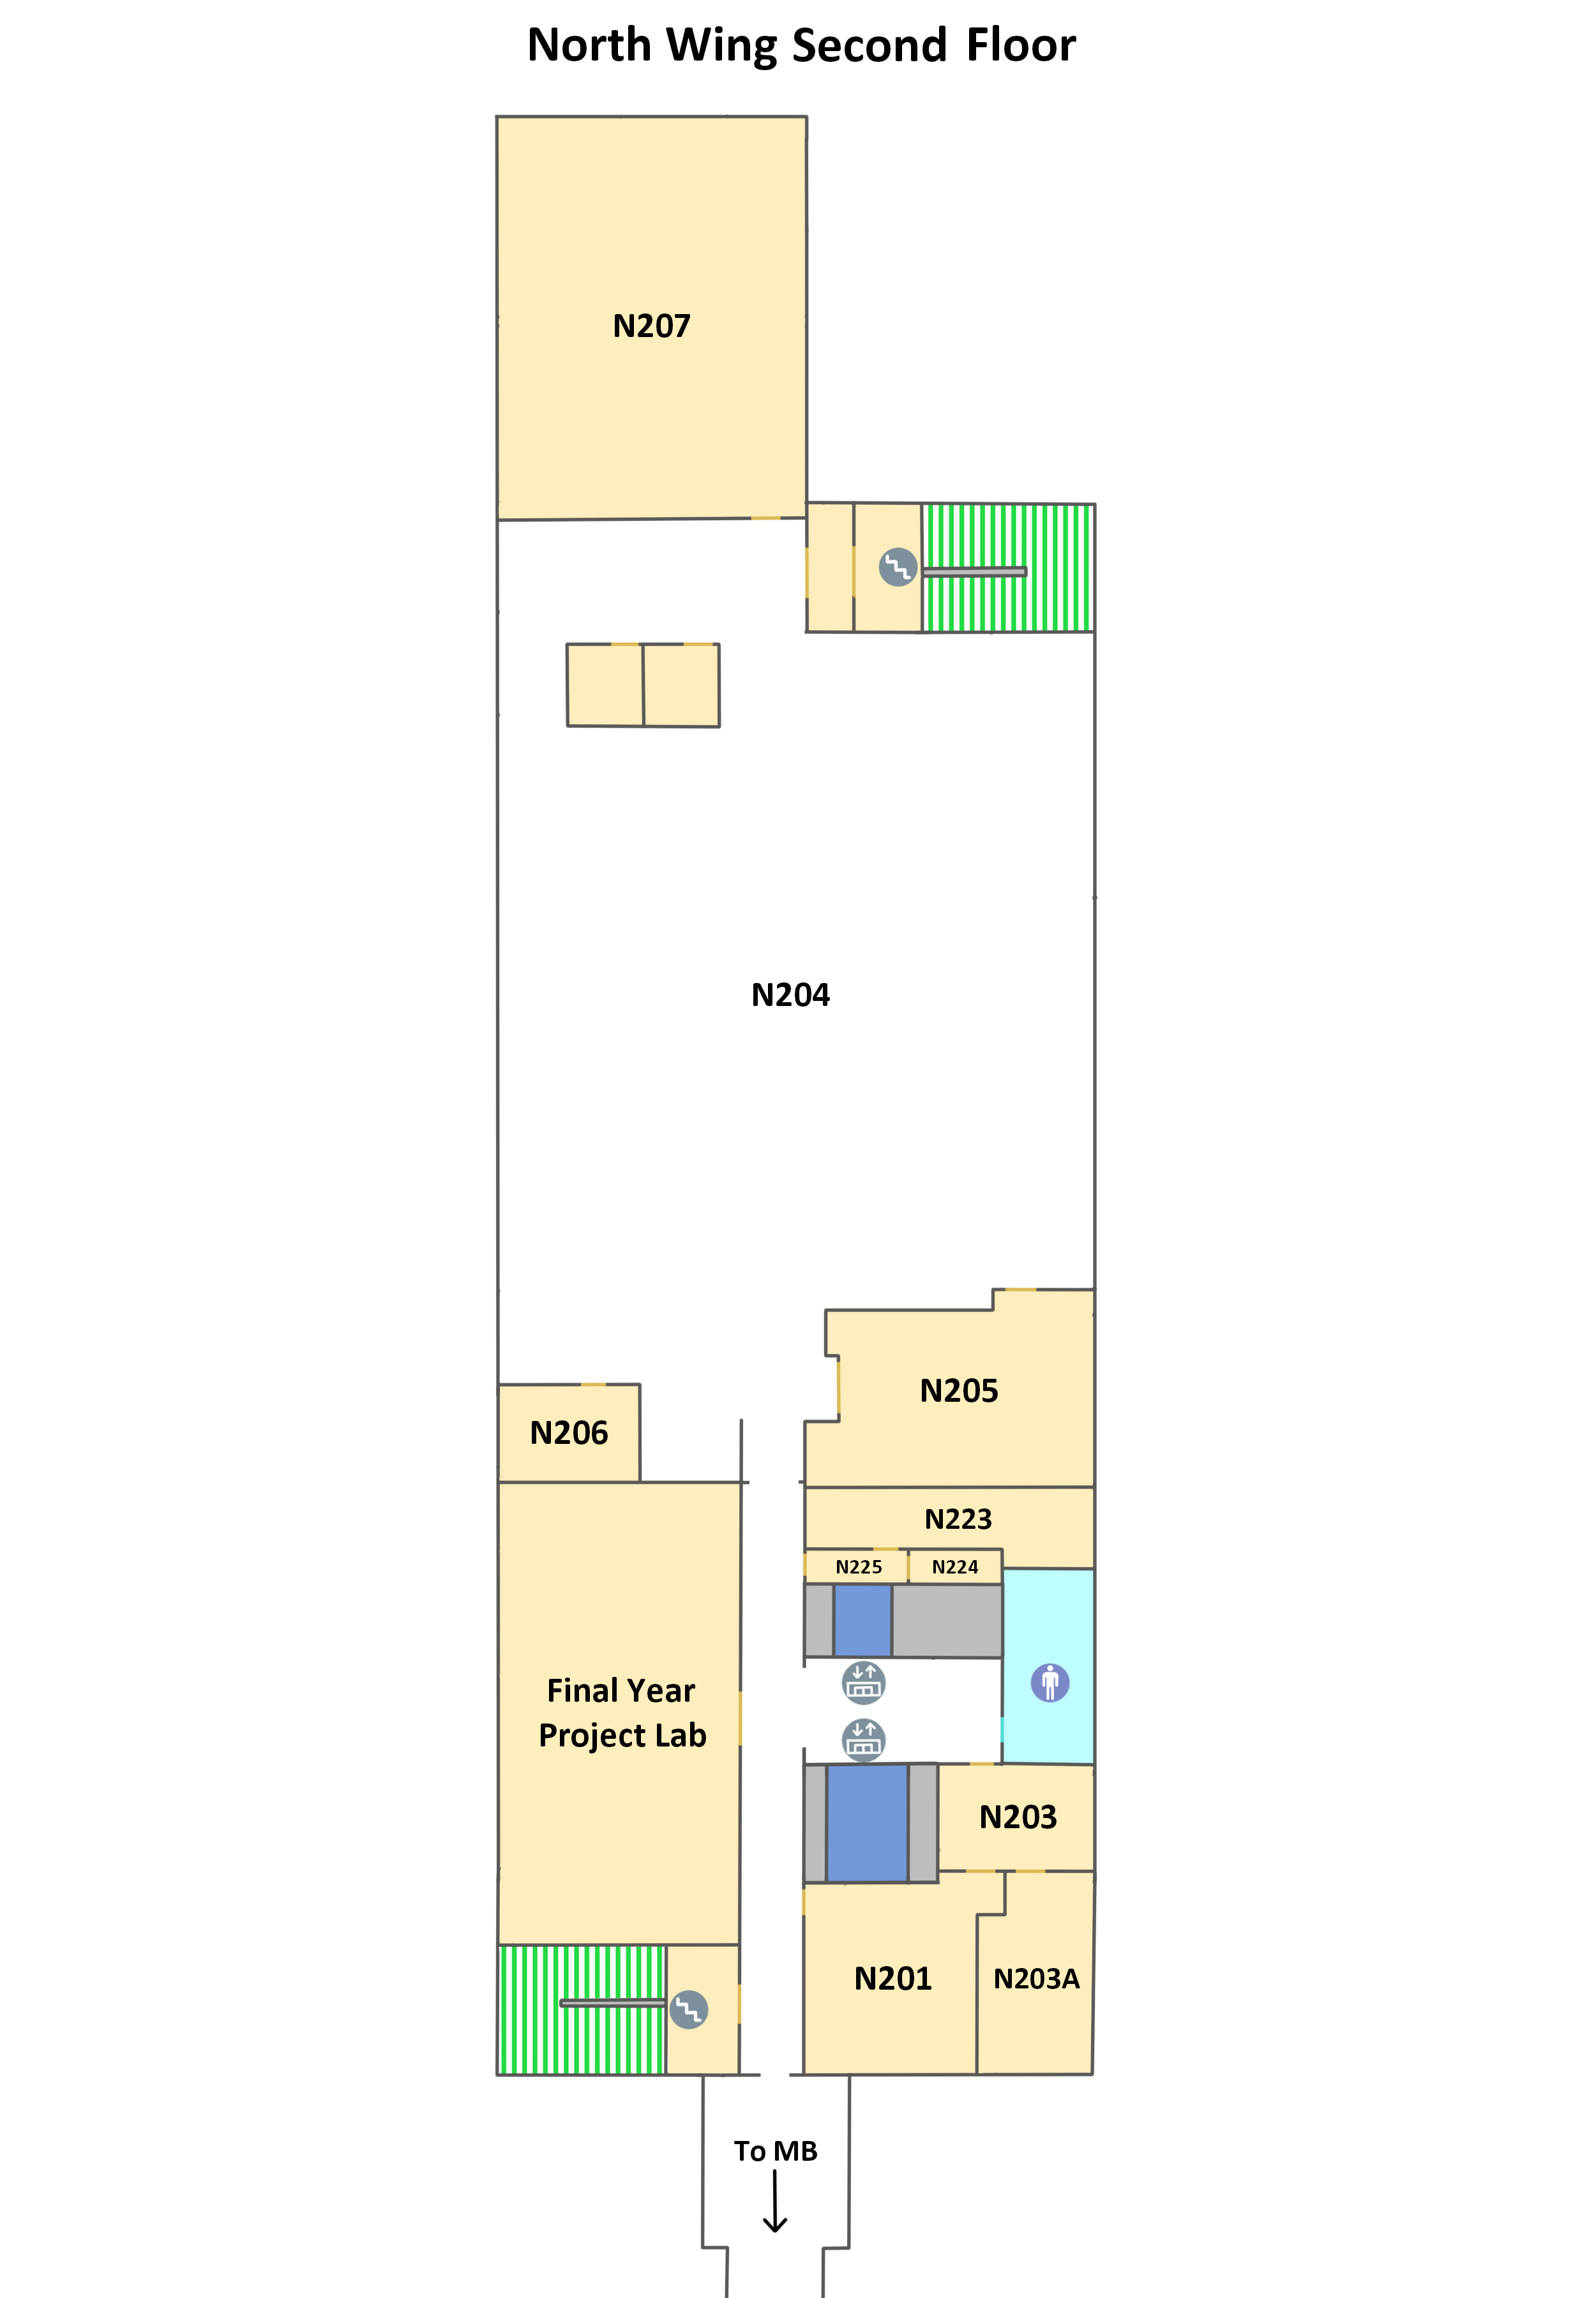 North Wing Second Floor
N207
N204
N205
N206
N223
N225
N224
Final Year
Project Lab
N203
N201
N203A
To MB